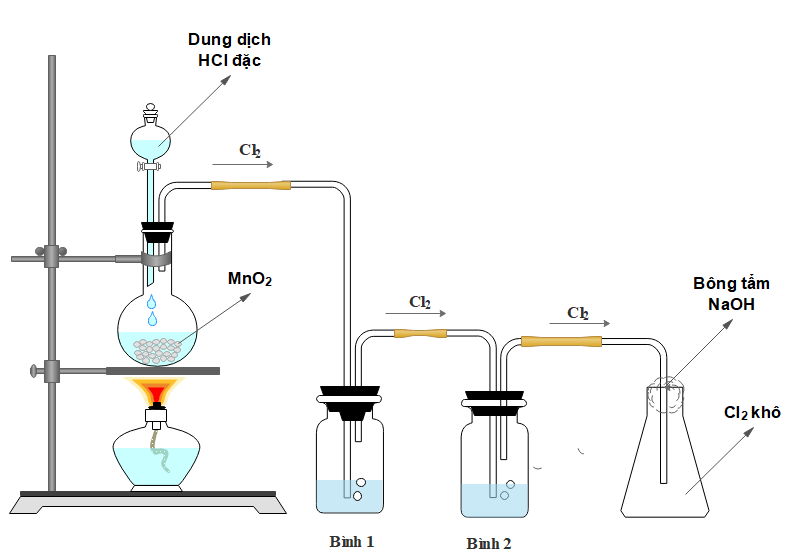 Dung dịch
HCl đặc
Cl₂
MnO₂
Cl₂
Cl₂
Bông tẩm
NaOH
Cl₂ khô
Bình 1
Bình 2